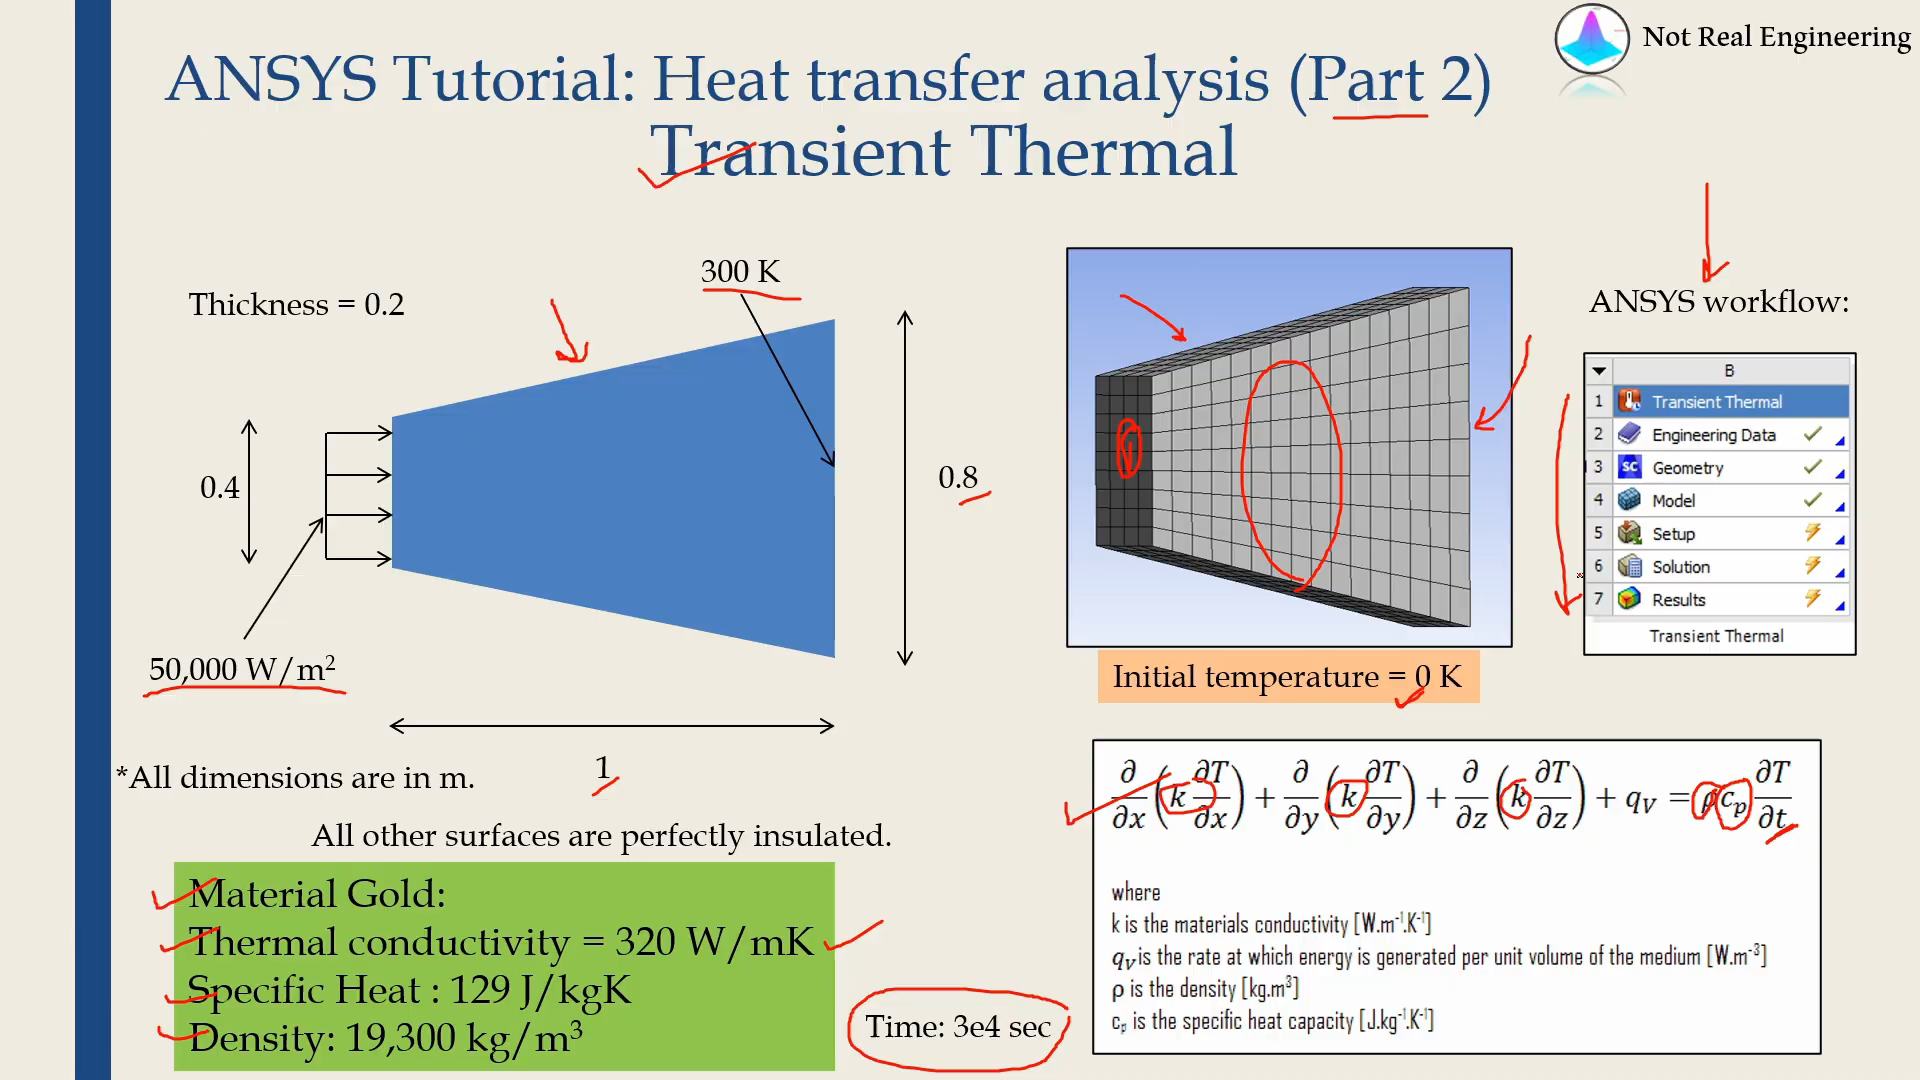 Not Real Engineering
ANSYS Tutorial: Heat transfer analysis (Part 2)
Transient Thermal
Thickness = 0.2
300 K
0.4
0.8
50,000 W/m²
1
*All dimensions are in m.
All other surfaces are perfectly insulated.
Material Gold:
Thermal conductivity = 320 W/mK
Specific Heat : 129 J/kgK
Density: 19,300 kg/m³
Time: 3e4 sec
Initial temperature = 0 K
ANSYS workflow:
B
1 Transient Thermal
2 Engineering Data
3 SC Geometry
4 Model
5 Setup
6 Solution
7 Results
Transient Thermal
∂/∂x (k ∂T/∂x) + ∂/∂y (k ∂T/∂y) + ∂/∂z (k ∂T/∂z) + q_V = ρc_p ∂T/∂t
where
k is the materials conductivity [W.m⁻¹.K⁻¹]
q_V is the rate at which energy is generated per unit volume of the medium [W.m⁻³]
ρ is the density [kg.m³]
c_p is the specific heat capacity [J.kg⁻¹.K⁻¹]